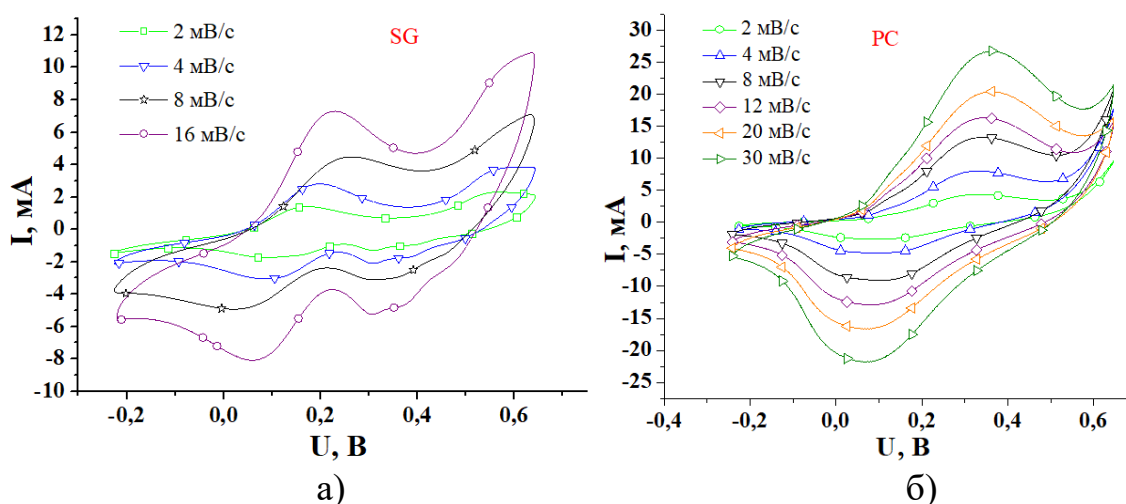 SG
2 мВ/с
4 мВ/с
8 мВ/с
16 мВ/с
I, мА
12
10
8
6
4
2
0
-2
-4
-6
-8
-10
-0,2
0,0
0,2
0,4
0,6
U, В
а)
PC
2 мВ/с
4 мВ/с
8 мВ/с
12 мВ/с
20 мВ/с
30 мВ/с
I, мА
30
25
20
15
10
5
0
-5
-10
-15
-20
-25
-0,4
-0,2
0,0
0,2
0,4
0,6
U, В
б)